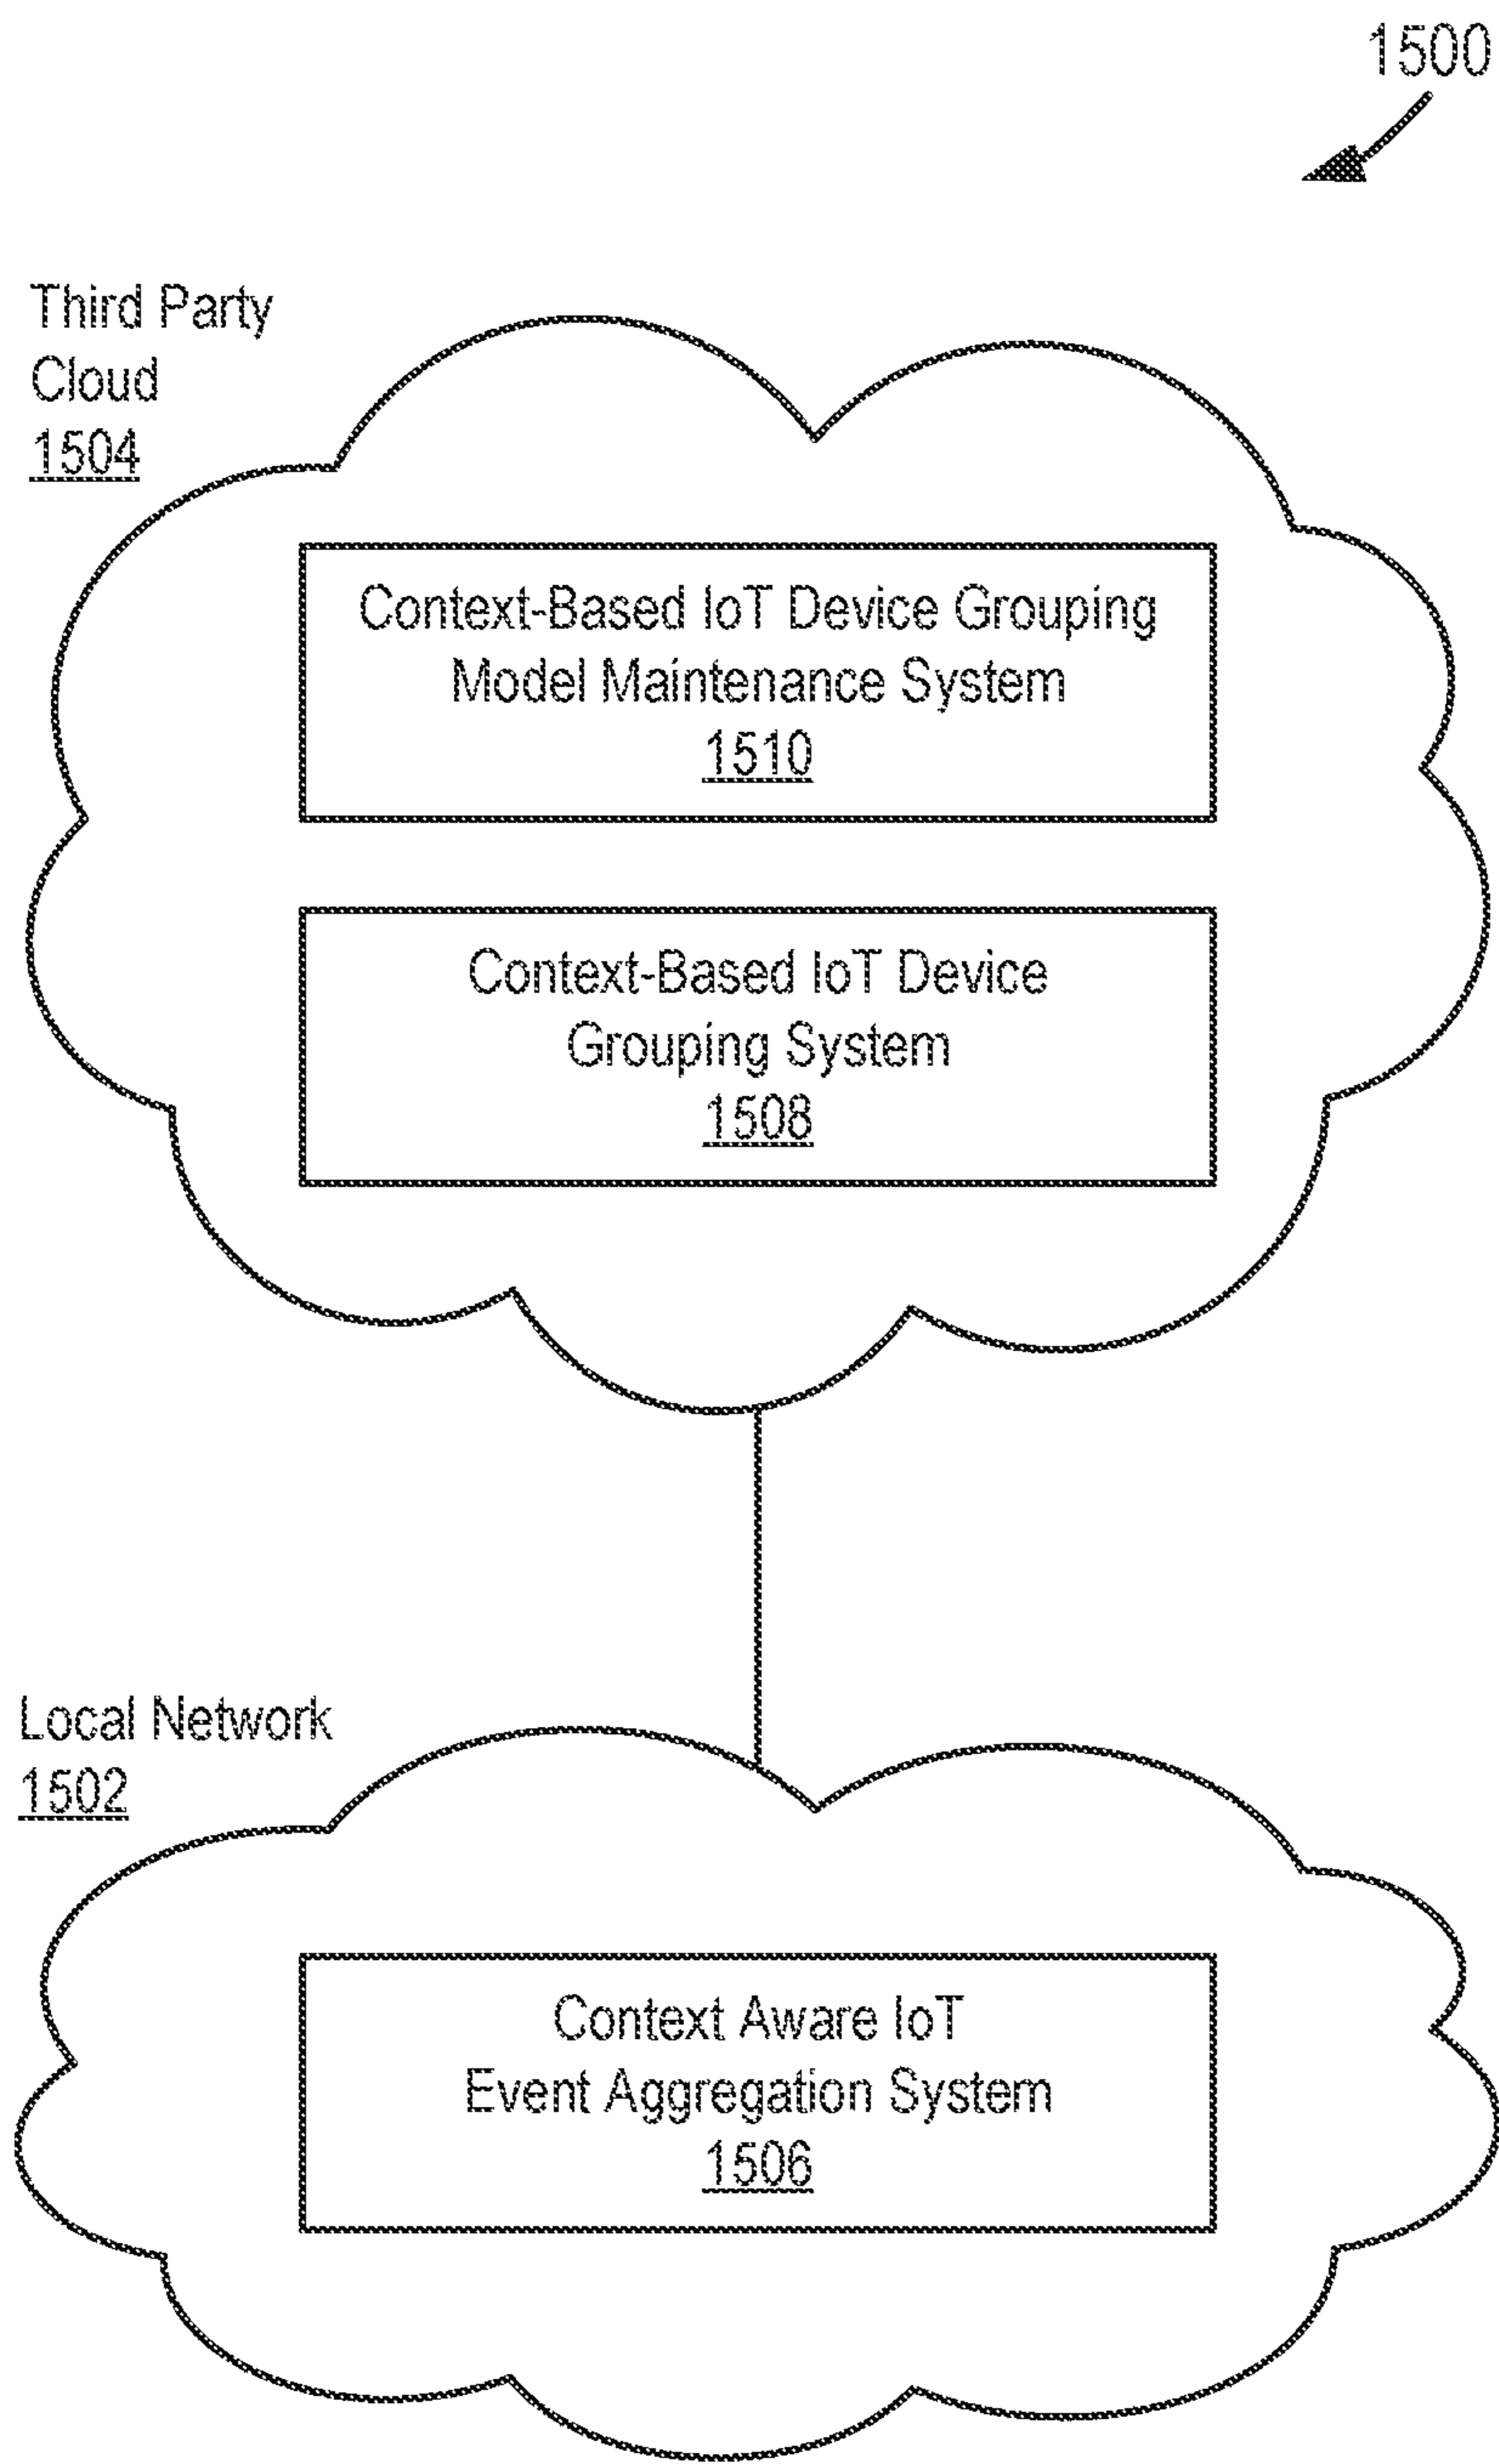 1500
Third Party
Cloud
1504
Context-Based IoT Device Grouping
Model Maintenance System
1510
Context-Based IoT Device
Grouping System
1508
Local Network
1502
Context Aware IoT
Event Aggregation System
1506